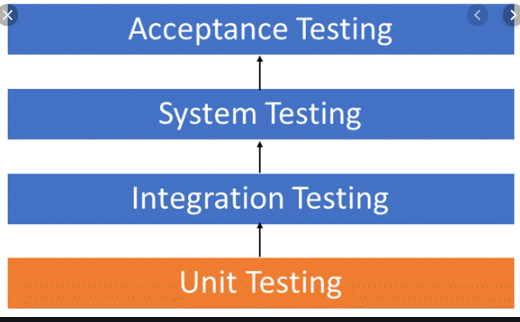 Acceptance Testing
System Testing
Integration Testing
Unit Testing